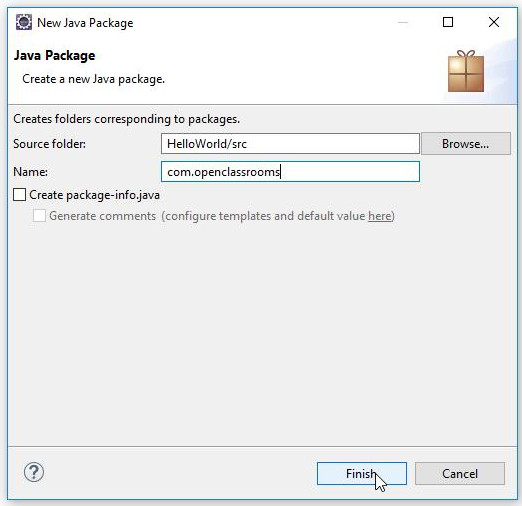 New Java Package
Java Package
Create a new Java package.
Creates folders corresponding to packages.
Source folder: HelloWorld/src Browse...
Name: com.openclassrooms
Create package-info.java
Generate comments (configure templates and default value here)
? Finish Cancel